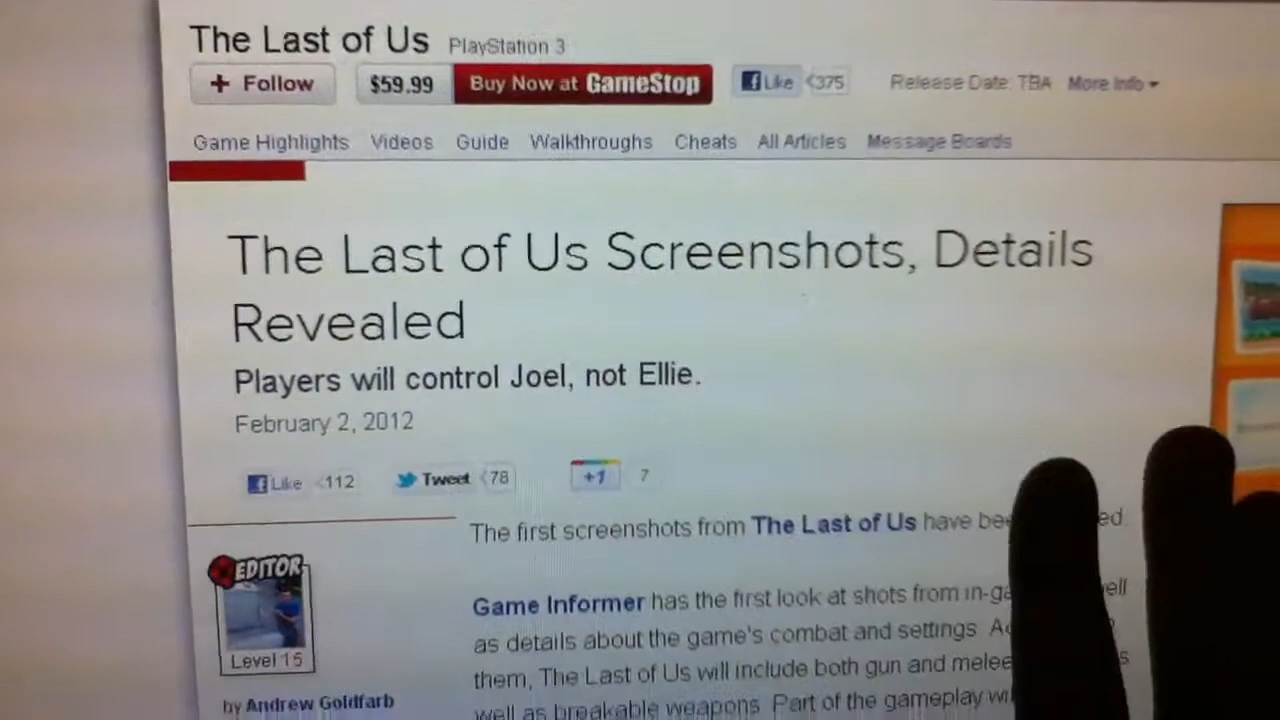 The Last of Us PlayStation 3
+ Follow $59.99 Buy Now at GameStop Like 375 Release Date: TBA More Info
Game Highlights Videos Guide Walkthroughs Cheats All Articles Message Boards
The Last of Us Screenshots, Details
Revealed
Players will control Joel, not Ellie.
February 2, 2012
Like 112 Tweet 78 +1 7
The first screenshots from The Last of Us have
EDITOR
Level 15
by Andrew Goldfarb
Game Informer has the first look at shots from
as details about the game's combat and settings.
them, The Last of Us will include both gun and melee
well as breakable weapons. Part of the gameplay